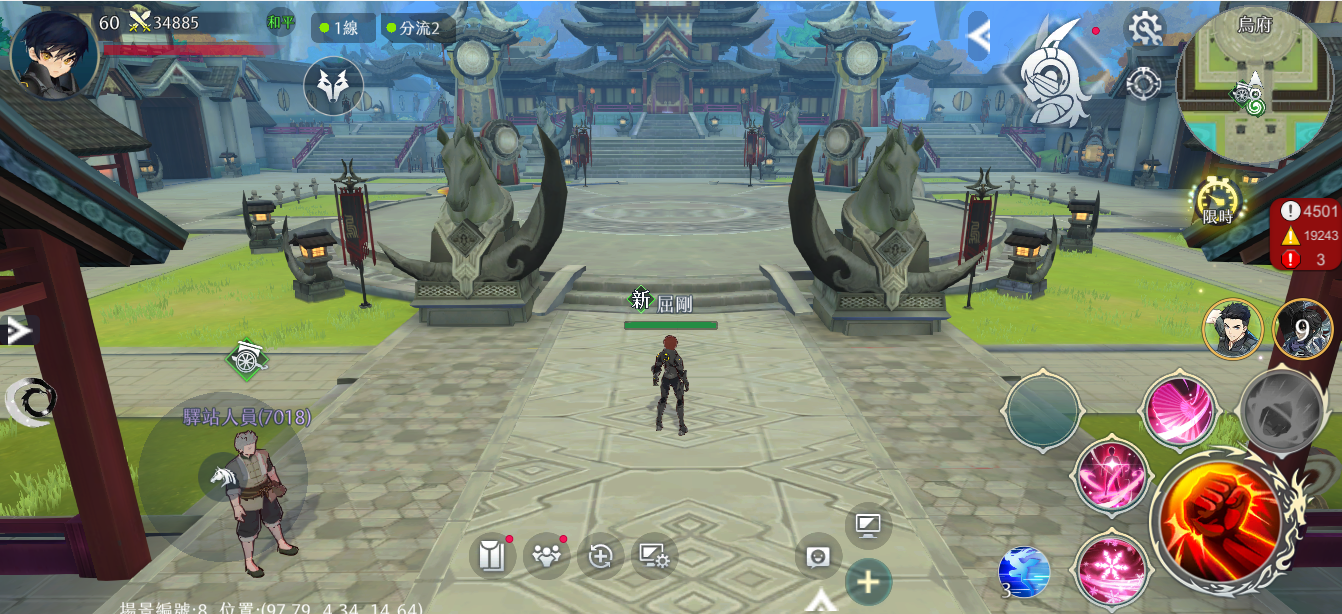 60 34885
和平
1線
分流2
烏府
限時
4501
19243
3
新 屈剛
9
驛站人員(7018)
3
場景編號:8 位置:(97.79, 4.34, 14.64)